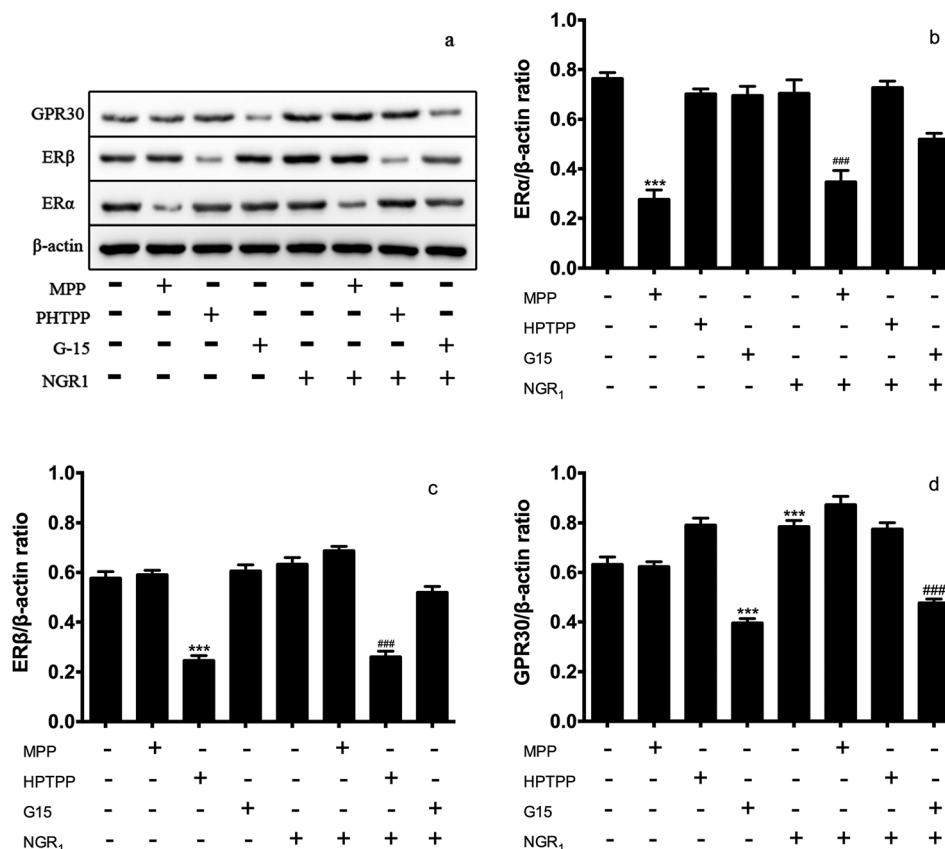 a
GPR30
ERβ
ERα
β-actin
MPP - + - - - + - -
PHTPP - - + - - - + -
G-15 - - - + - - - +
NGR1 - - - - + + + +
b
ERα/β-actin ratio
1.0
0.8
0.6
0.4
0.2
0.0
***
###
MPP - + - - - + - -
HPTPP - - + - - - + -
G15 - - - + - - - +
NGR₁ - - - - + + + +
c
ERβ/β-actin ratio
1.0
0.8
0.6
0.4
0.2
0.0
***
###
MPP - + - - - + - -
HPTPP - - + - - - + -
G15 - - - + - - - +
NGR₁ - - - - + + + +
d
GPR30/β-actin ratio
1.0
0.8
0.6
0.4
0.2
0.0
***
***
###
MPP - + - - - + - -
HPTPP - - + - - - + -
G15 - - - + - - - +
NGR₁ - - - - + + + +